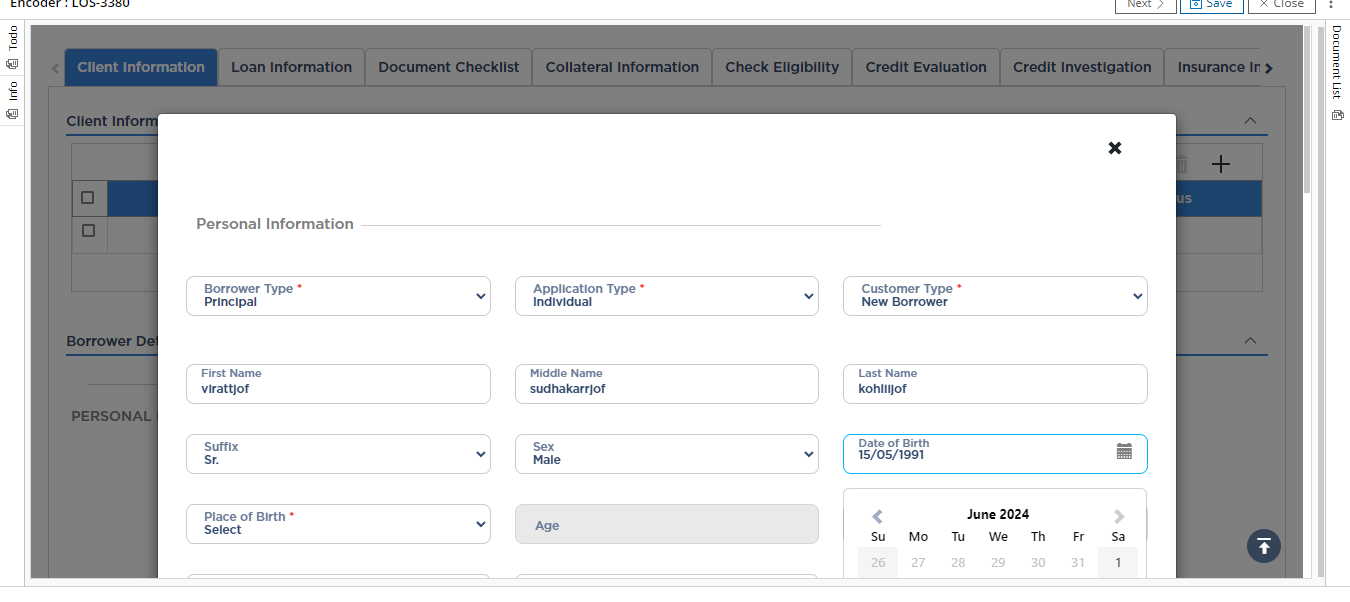 Encoder : LOS-3380
Next
Save
Close
Todo
Info
Document List
Client Information
Loan Information
Document Checklist
Collateral Information
Check Eligibility
Credit Evaluation
Credit Investigation
Insurance In
Client Inform
us
Personal Information
Borrower Type *
Principal
Application Type *
Individual
Customer Type *
New Borrower
Borrower Det
First Name
virattjof
Middle Name
sudhakarrjof
Last Name
kohliijof
PERSONAL
Suffix
Sr.
Sex
Male
Date of Birth
15/05/1991
Place of Birth *
Select
Age
June 2024
Su Mo Tu We Th Fr Sa
26 27 28 29 30 31 1